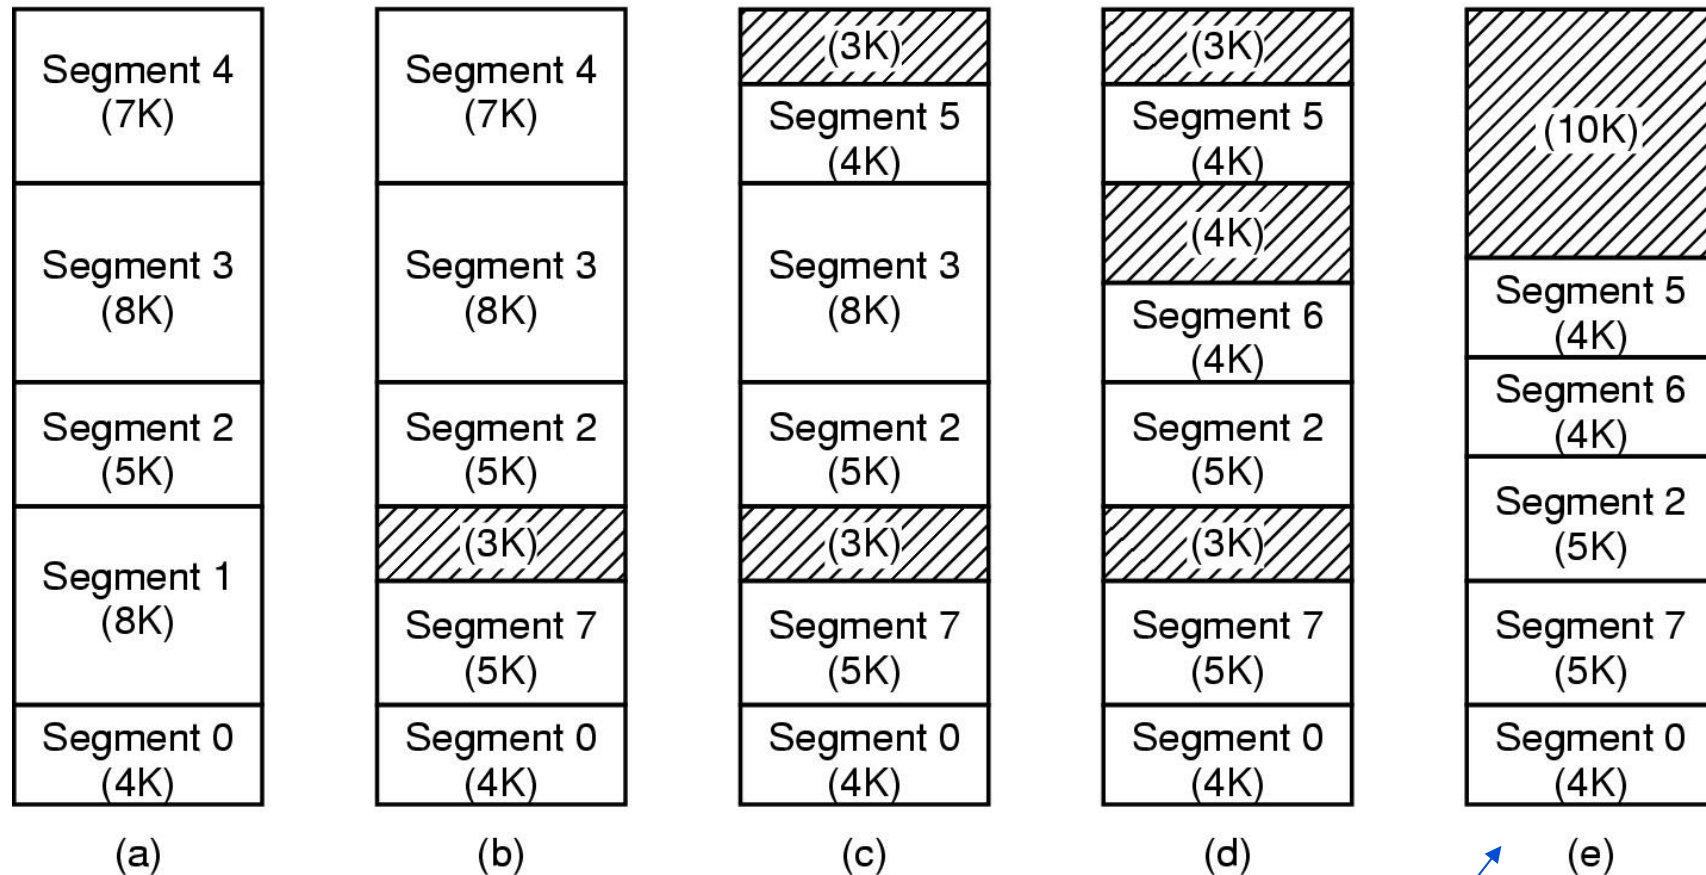 Segment 4
(7K)
Segment 3
(8K)
Segment 2
(5K)
Segment 1
(8K)
Segment 0
(4K)
(a)
Segment 4
(7K)
Segment 3
(8K)
Segment 2
(5K)
(3K)
Segment 7
(5K)
Segment 0
(4K)
(b)
(3K)
Segment 5
(4K)
Segment 3
(8K)
Segment 2
(5K)
(3K)
Segment 7
(5K)
Segment 0
(4K)
(c)
(3K)
Segment 5
(4K)
(4K)
Segment 6
(4K)
Segment 2
(5K)
(3K)
Segment 7
(5K)
Segment 0
(4K)
(d)
(10K)
Segment 5
(4K)
Segment 6
(4K)
Segment 2
(5K)
Segment 7
(5K)
Segment 0
(4K)
(e)